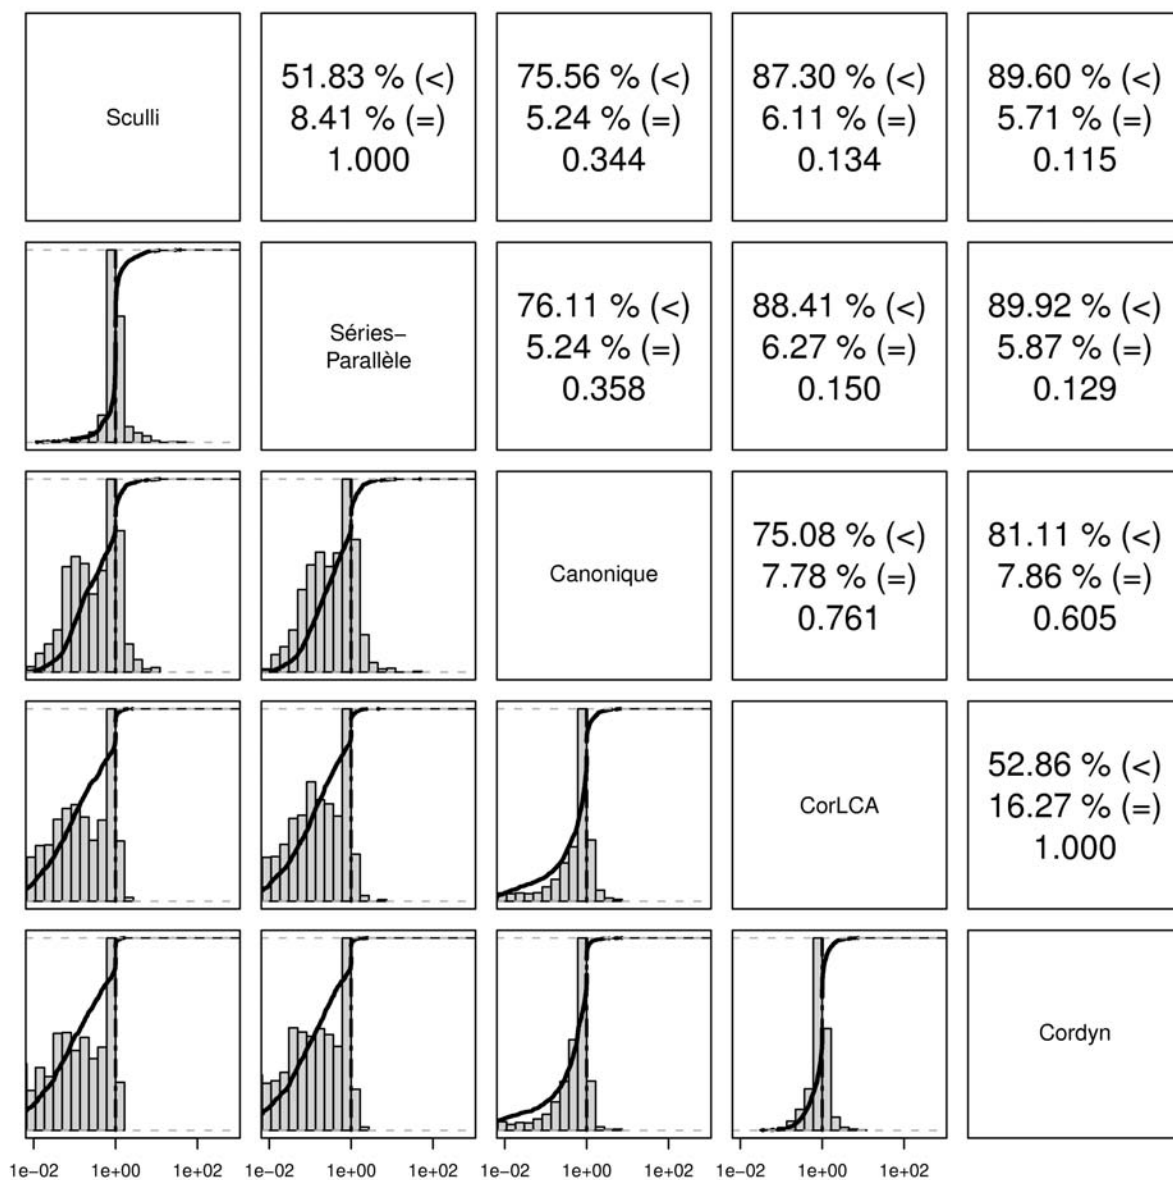 Sculli
51.83 % (<)
8.41 % (=)
1.000
75.56 % (<)
5.24 % (=)
0.344
87.30 % (<)
6.11 % (=)
0.134
89.60 % (<)
5.71 % (=)
0.115
Séries−
Parallèle
76.11 % (<)
5.24 % (=)
0.358
88.41 % (<)
6.27 % (=)
0.150
89.92 % (<)
5.87 % (=)
0.129
Canonique
75.08 % (<)
7.78 % (=)
0.761
81.11 % (<)
7.86 % (=)
0.605
CorLCA
52.86 % (<)
16.27 % (=)
1.000
Cordyn
1e−02 1e+00 1e+02 1e−02 1e+00 1e+02 1e−02 1e+00 1e+02 1e−02 1e+00 1e+02